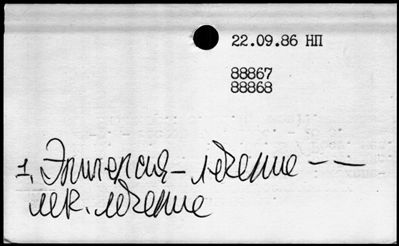 22.09.86 НП
88867
88868
1. Эпилепсия – лечение – –
лек. лечение